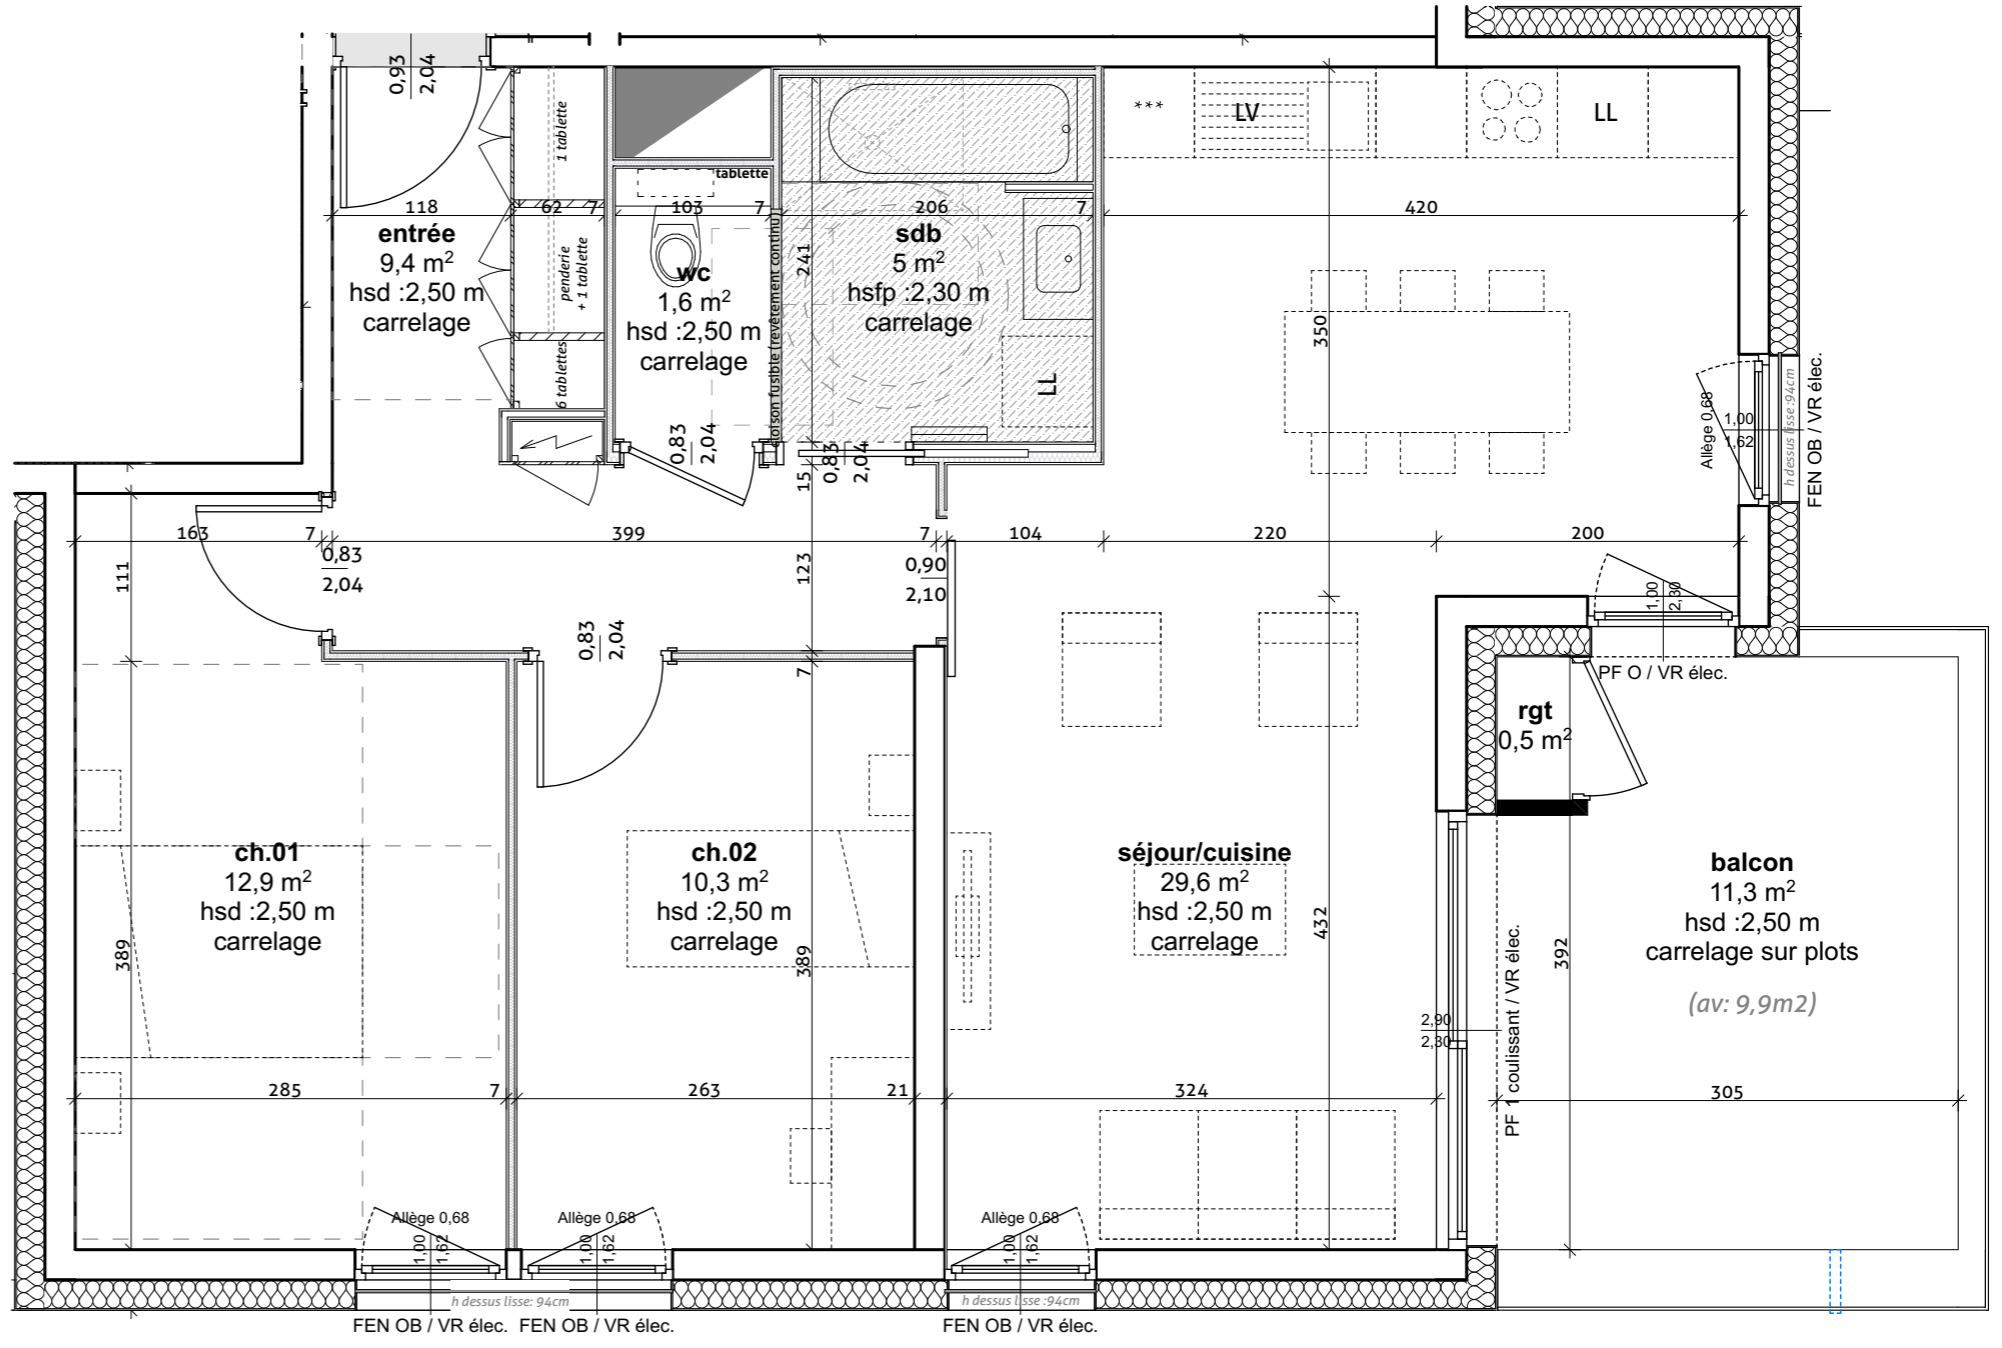 0,93
2,04
1 tablette
penderie
+ 1 tablette
6 tablettes
118
62
7
entrée
9,4 m²
hsd :2,50 m
carrelage
tablette
103
7
wc
1,6 m²
hsd :2,50 m
carrelage
cloison fusible (revêtement continu)
206
7
241
sdb
5 m²
hsfp :2,30 m
carrelage
LL
***
LV
LL
420
350
Allège 0,68
1,00
1,62
h dessus lisse:94cm
FEN OB / VR élec.
0,83
2,04
0,83
2,04
15
163
7
399
7
104
220
200
111
0,83
2,04
123
0,90
2,10
0,83
2,04
7
1,00
2,30
PF O / VR élec.
rgt
0,5 m²
ch.01
12,9 m²
hsd :2,50 m
carrelage
389
ch.02
10,3 m²
hsd :2,50 m
carrelage
389
séjour/cuisine
29,6 m²
hsd :2,50 m
carrelage
432
2,90
2,30
PF 1 coulissant / VR élec.
392
balcon
11,3 m²
hsd :2,50 m
carrelage sur plots
(av: 9,9m2)
285
7
263
21
324
305
Allège 0,68
1,00
1,62
Allège 0,68
1,00
1,62
Allège 0,68
1,00
1,62
h dessus lisse: 94cm
h dessus lisse :94cm
FEN OB / VR élec.
FEN OB / VR élec.
FEN OB / VR élec.